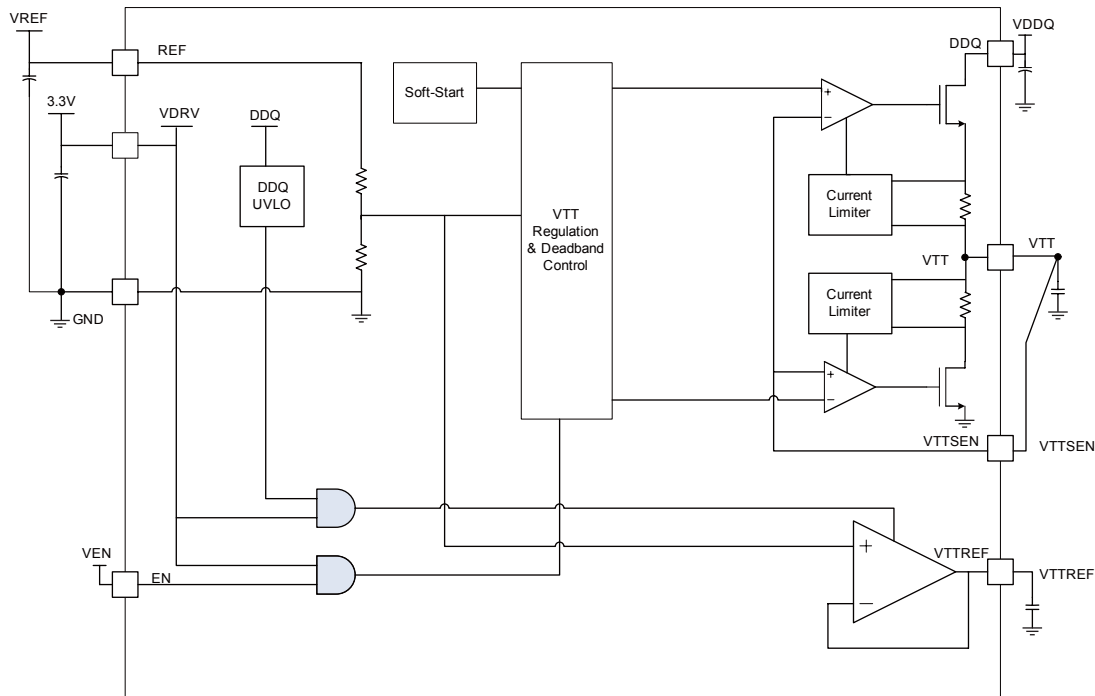 VREF
REF
3.3V
VDRV
DDQ
DDQ
UVLO
Soft-Start
VTT
Regulation
& Deadband
Control
+
−
Current
Limiter
DDQ
VDDQ
VTT
VTT
Current
Limiter
+
−
GND
VTTSEN
VTTSEN
VEN
EN
+
−
VTTREF
VTTREF